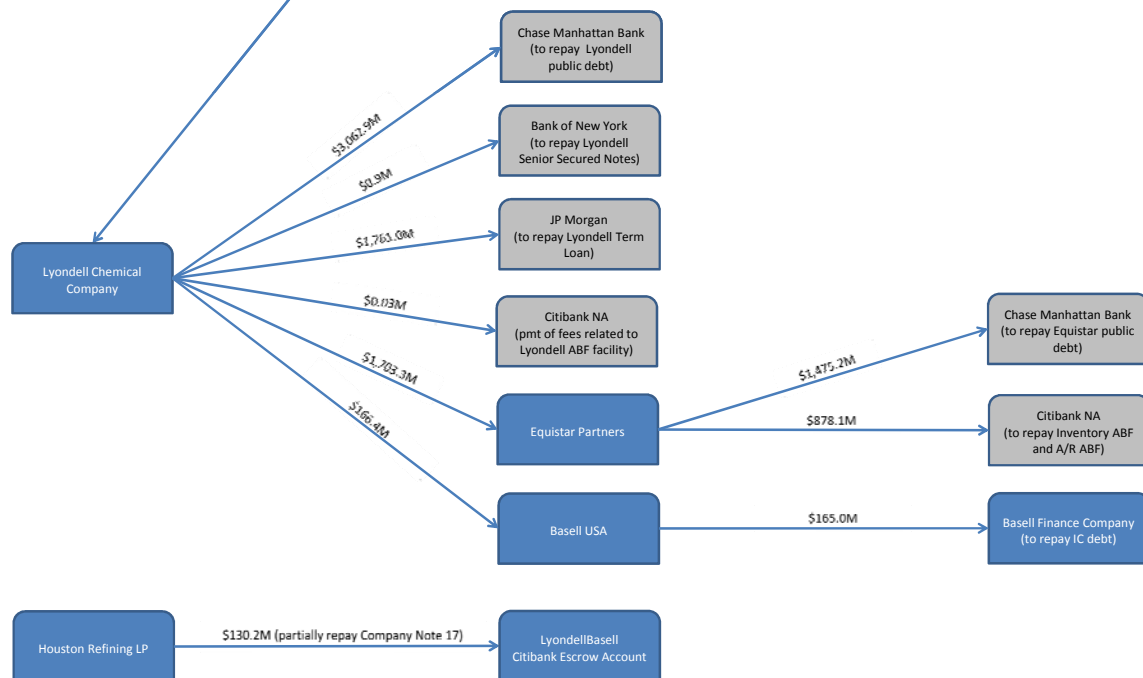 Chase Manhattan Bank
(to repay Lyondell
public debt)
$3,062.9M
Bank of New York
(to repay Lyondell
Senior Secured Notes)
$0.9M
JP Morgan
(to repay Lyondell Term
Loan)
$1,761.0M
Lyondell Chemical
Company
Citibank NA
(pmt of fees related to
Lyondell ABF facility)
$0.03M
Chase Manhattan Bank
(to repay Equistar public
debt)
$1,703.3M
$1,475.2M
Equistar Partners
$878.1M
Citibank NA
(to repay Inventory ABF
and A/R ABF)
$166.4M
Basell USA
$165.0M
Basell Finance Company
(to repay IC debt)
Houston Refining LP
$130.2M (partially repay Company Note 17)
LyondellBasell
Citibank Escrow Account